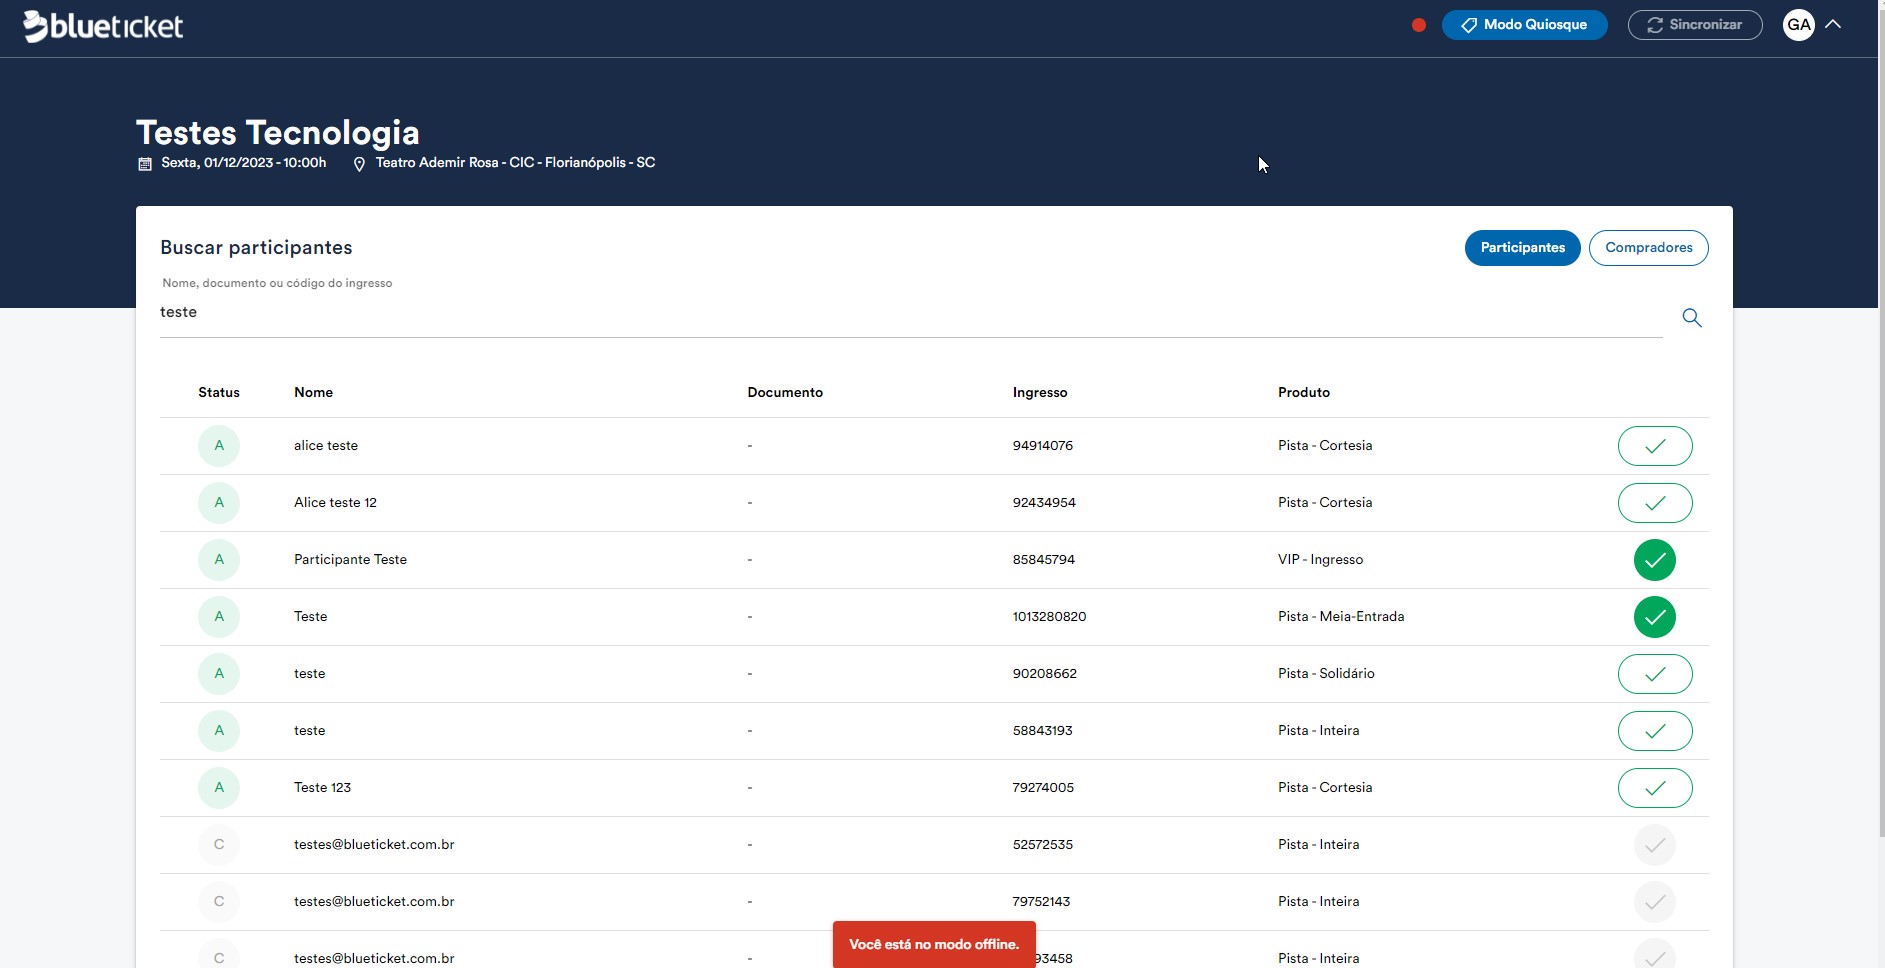 blueticket
Modo Quiosque
Sincronizar
GA
Testes Tecnologia
Sexta, 01/12/2023 - 10:00h
Teatro Ademir Rosa - CIC - Florianópolis - SC
Buscar participantes
Participantes
Compradores
Nome, documento ou código do ingresso
teste
Status Nome Documento Ingresso Produto
A alice teste - 94914076 Pista - Cortesia
A Alice teste 12 - 92434954 Pista - Cortesia
A Participante Teste - 85845794 VIP - Ingresso
A Teste - 1013280820 Pista - Meia-Entrada
A teste - 90208662 Pista - Solidário
A teste - 58843193 Pista - Inteira
A Teste 123 - 79274005 Pista - Cortesia
C testes@blueticket.com.br - 52572535 Pista - Inteira
C testes@blueticket.com.br - 79752143 Pista - Inteira
Você está no modo offline.
C testes@blueticket.com.br - Pista - Inteira